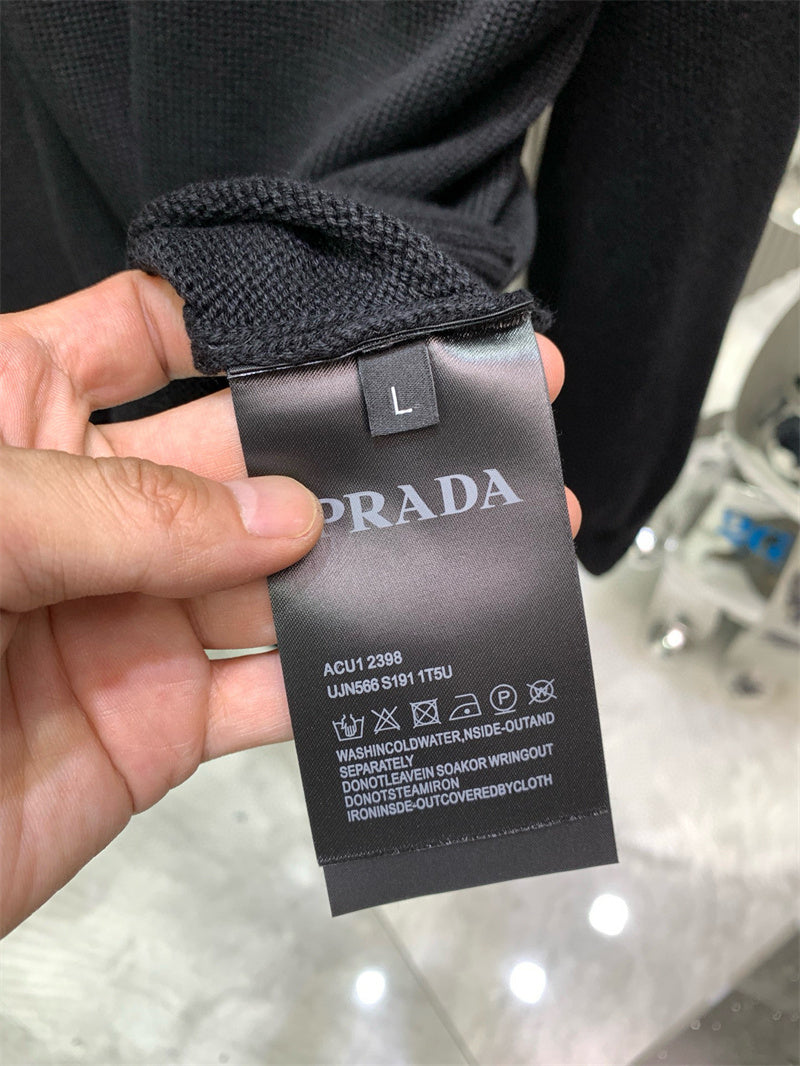 L
PRADA
ACU1 2398
UJN566 S191 1T5U
P
W
WASHINCOLDWATER,NSIDE-OUTAND
SEPARATELY
DONOTLEAVEIN SOAKOR WRINGOUT
DONOTSTEAMIRON
IRONINSDE-OUTCOVEREDBYCLOTH